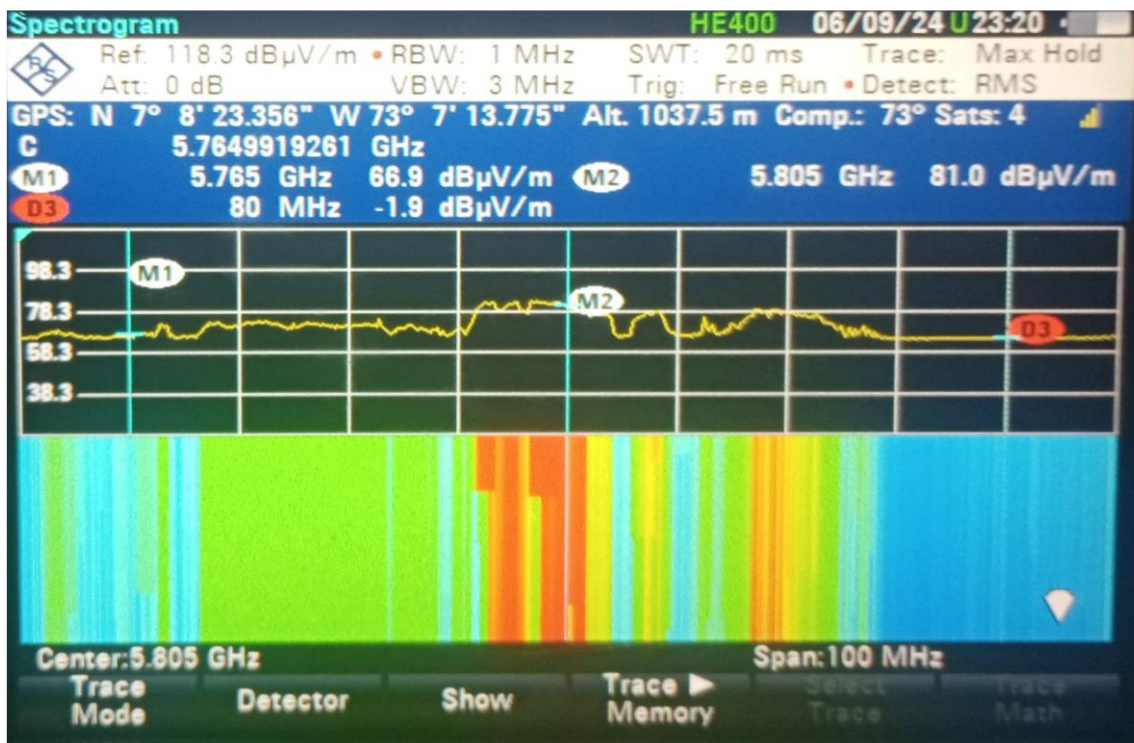 Spectrogram HE400 06/09/24 U 23:20
R S Ref: 118.3 dBµV/m • RBW: 1 MHz SWT: 20 ms Trace: Max Hold
Att: 0 dB VBW: 3 MHz Trig: Free Run • Detect: RMS
GPS: N 7° 8' 23.356" W 73° 7' 13.775" Alt. 1037.5 m Comp.: 73° Sats: 4
C 5.7649919261 GHz
M1 5.765 GHz 66.9 dBµV/m M2 5.805 GHz 81.0 dBµV/m
D3 80 MHz -1.9 dBµV/m
98.3 M1
78.3 M2
D3
58.3
38.3
Center:5.805 GHz Span:100 MHz
Trace Mode Detector Show Trace ▶ Memory Select Trace Trace Math